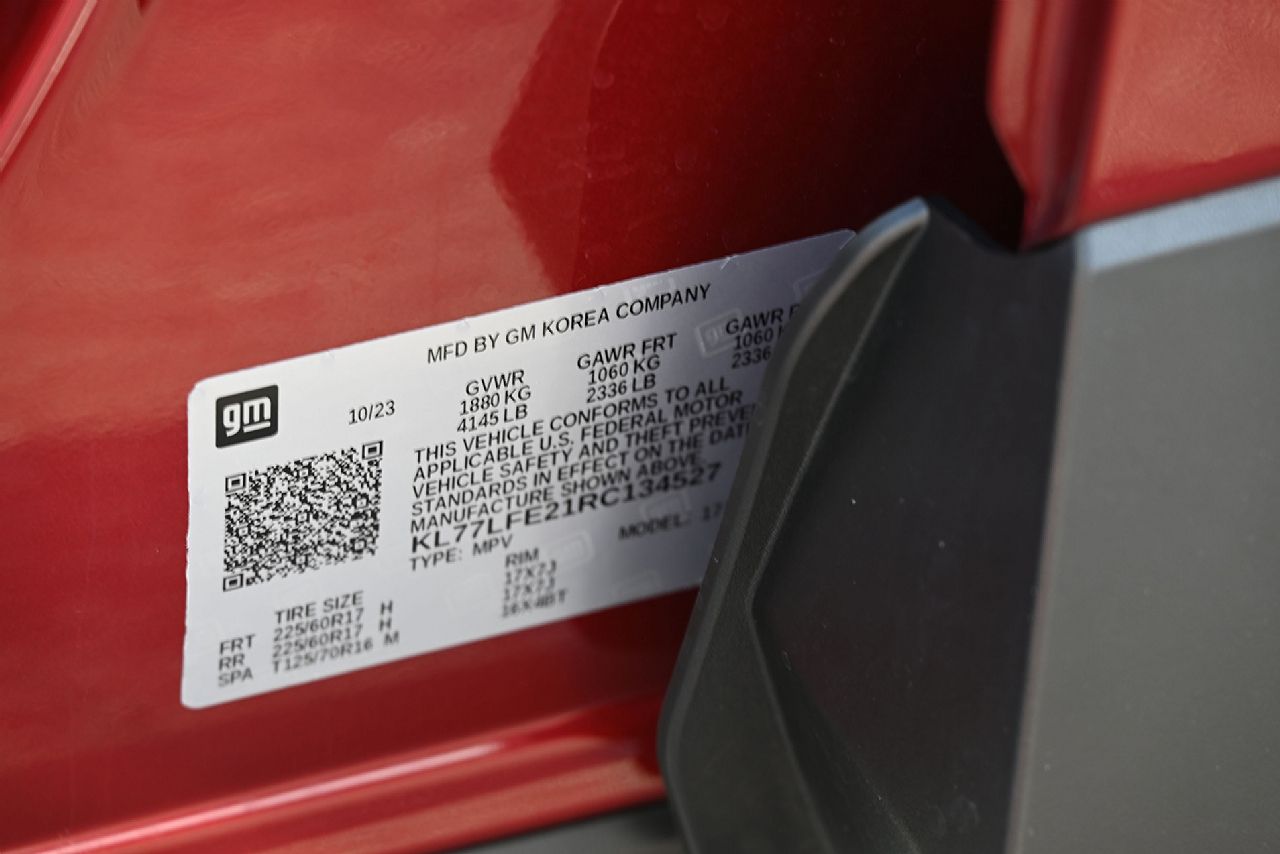 MFD BY GM KOREA COMPANY
gm
10/23
GVWR
1880 KG
4145 LB
GAWR FRT
1060 KG
2336 LB
GAWR
1060
2336
THIS VEHICLE CONFORMS TO ALL
APPLICABLE U.S. FEDERAL MOTOR
VEHICLE SAFETY AND THEFT PREVE
STANDARDS IN EFFECT ON THE DAT
MANUFACTURE SHOWN ABOVE
KL77LFE21RC134527
TYPE: MPV
MODEL: 17
TIRE SIZE RIM
FRT 225/60R17 H 17X7J
RR 225/60R17 H 17X7J
SPA T125/70R16 M 16X4BT